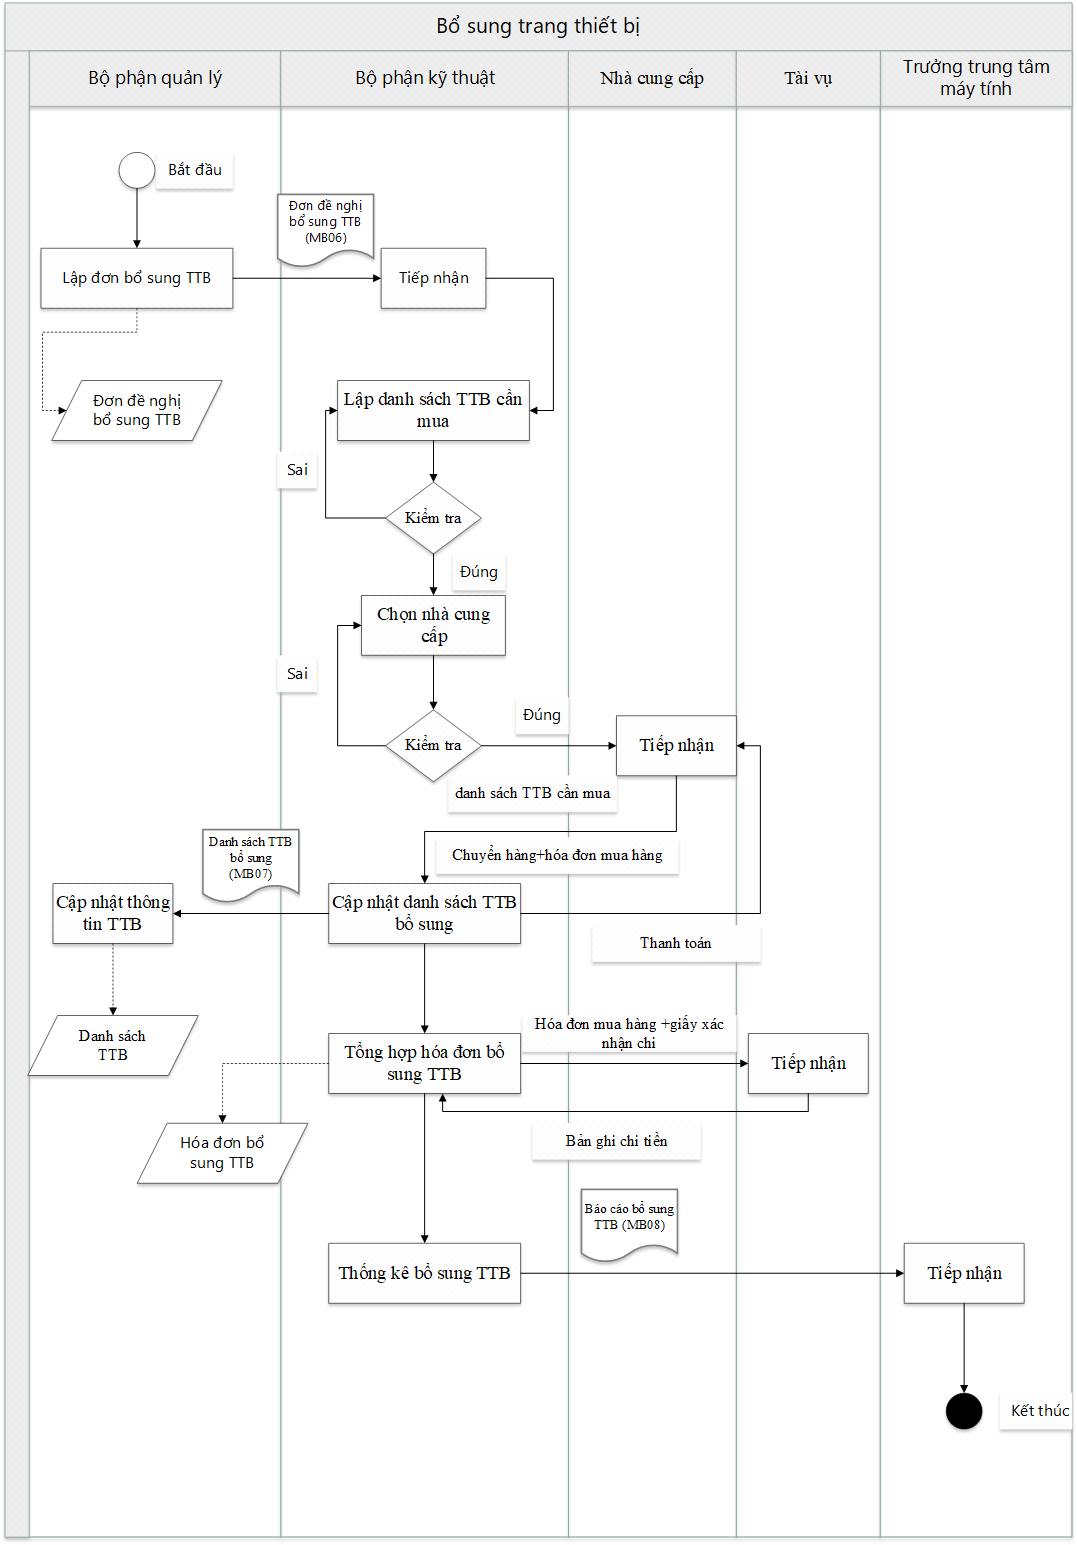 Bổ sung trang thiết bị
Bộ phận quản lý
Bộ phận kỹ thuật
Nhà cung cấp
Tài vụ
Trưởng trung tâm
máy tính
Bắt đầu
Đơn đề nghị
bổ sung TTB
(MB06)
Lập đơn bổ sung TTB
Tiếp nhận
Đơn đề nghị
bổ sung TTB
Lập danh sách TTB cần
mua
Sai
Kiểm tra
Đúng
Chọn nhà cung
cấp
Sai
Đúng
Kiểm tra
Tiếp nhận
danh sách TTB cần mua
Danh sách TTB
bổ sung
(MB07)
Chuyển hàng+hóa đơn mua hàng
Cập nhật thông
tin TTB
Cập nhật danh sách TTB
bổ sung
Thanh toán
Danh sách
TTB
Hóa đơn mua hàng +giấy xác
nhận chi
Tổng hợp hóa đơn bổ
sung TTB
Tiếp nhận
Hóa đơn bổ
sung TTB
Bản ghi chi tiền
Báo cáo bổ sung
TTB (MB08)
Thống kê bổ sung TTB
Tiếp nhận
Kết thúc